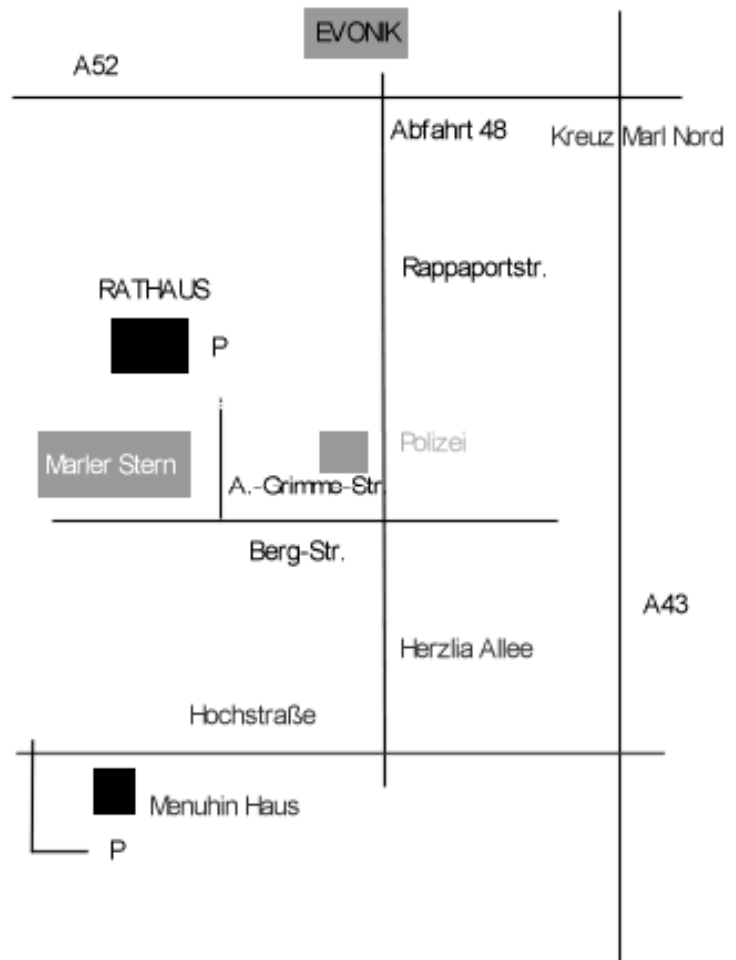 EVONIK
A52
Abfahrt 48
Kreuz Marl Nord
Rappaportstr.
RATHAUS
P
Polizei
Marler Stern
A.-Grimme-Str.
Berg-Str.
A43
Herzlia Allee
Hochstraße
Menuhin Haus
P